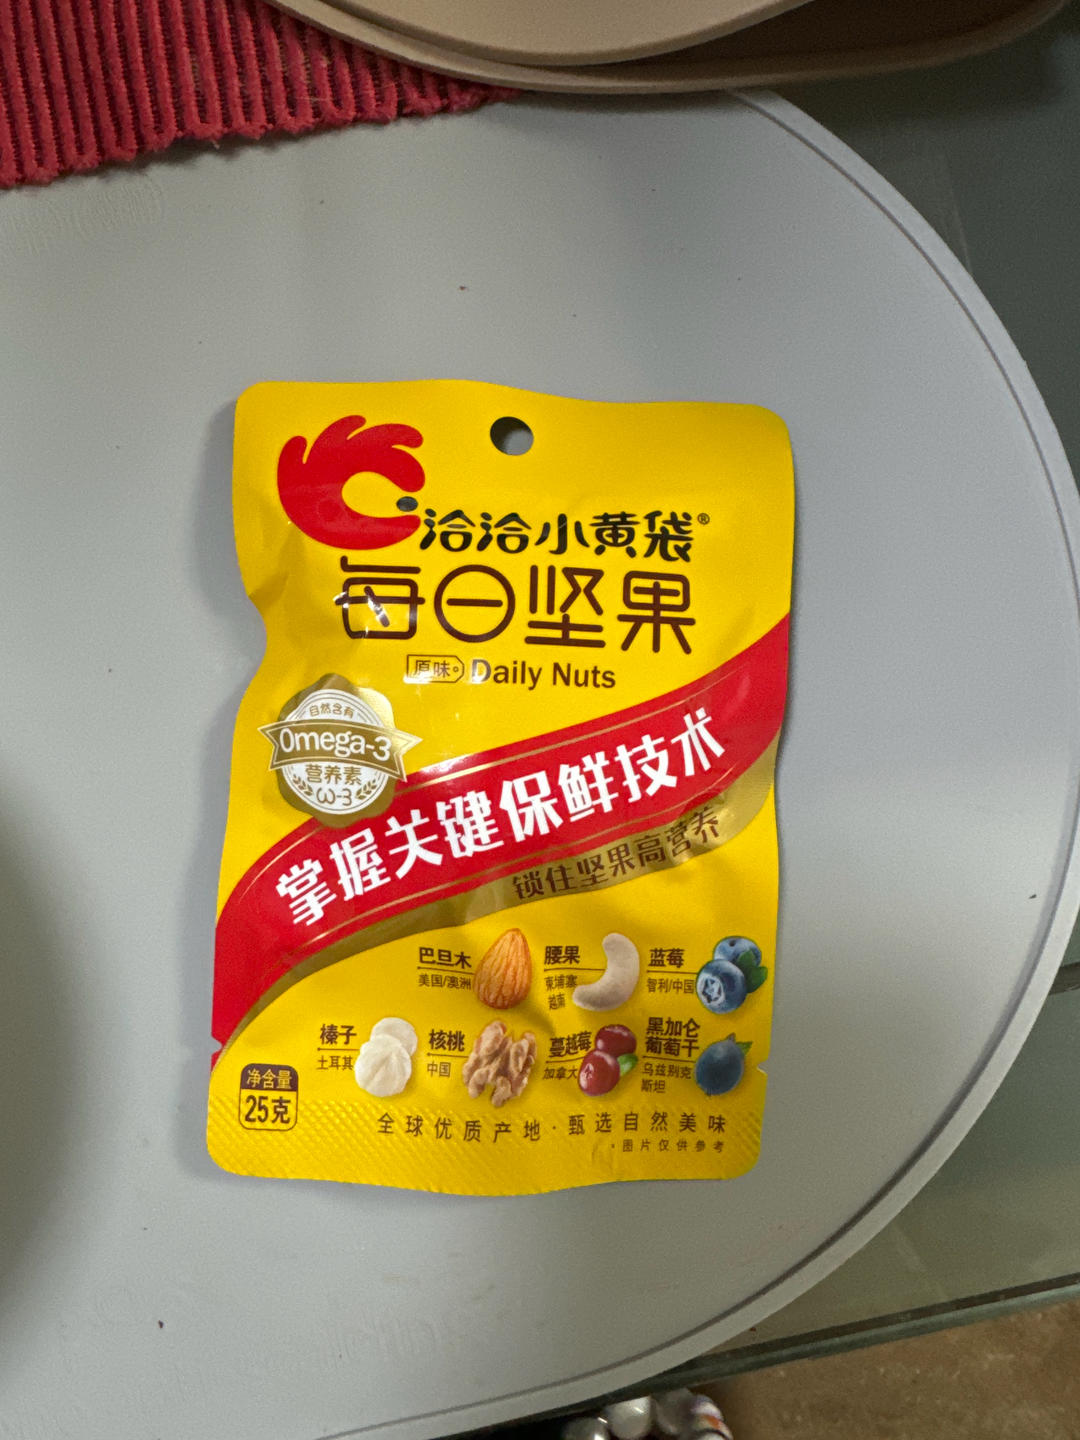 洽洽小黄袋®
每日坚果
原味 Daily Nuts
自然含有
Omega-3
营养素
ω-3
掌握关键保鲜技术
锁住坚果高营养
巴旦木
美国/澳洲
腰果
柬埔寨
越南
蓝莓
智利/中国
榛子
土耳其
核桃
中国
蔓越莓
加拿大
黑加仑
葡萄干
乌兹别克
斯坦
净含量
25克
全球优质产地·甄选自然美味
·图片仅供参考